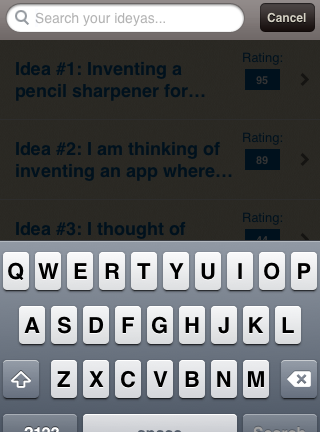 Search your ideyas...
Cancel
Idea #1: Inventing a
pencil sharpener for...
Rating:
95
Idea #2: I am thinking of
inventing an app where...
Rating:
89
Idea #3: I thought of
Rating:
44
Q W E R T Y U I O P
A S D F G H J K L
Z X C V B N M
.?123 space Search